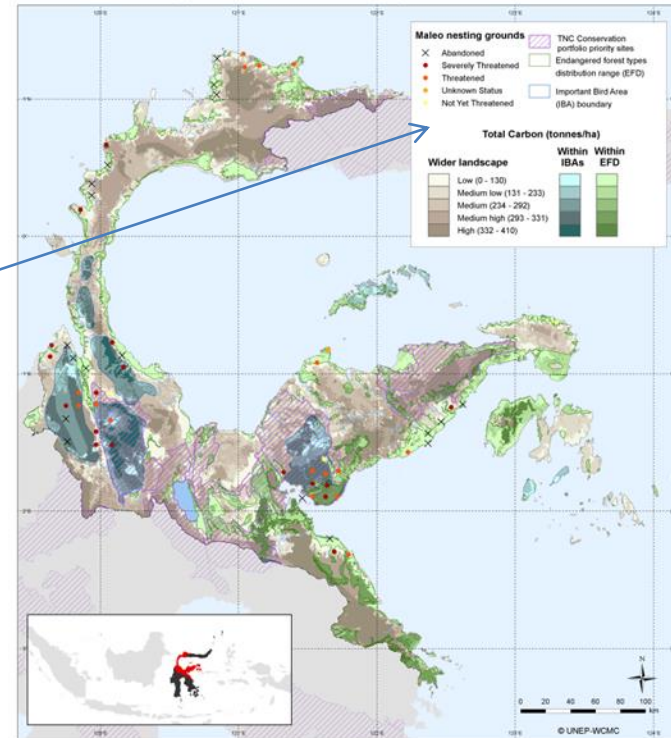 Maleo nesting grounds
Abandoned
Severely Threatened
Threatened
Unknown Status
Not Yet Threatened
TNC Conservation
portfolio priority sites
Endangered forest types
distribution range (EFD)
Important Bird Area
(IBA) boundary
Total Carbon (tonnes/ha)
Wider landscape
Within
IBAs
Within
EFD
Low (0 - 130)
Medium low (131 - 233)
Medium (234 - 292)
Medium high (293 - 331)
High (332 - 410)
N
0 20 40 60 80 100
km
© UNEP-WCMC